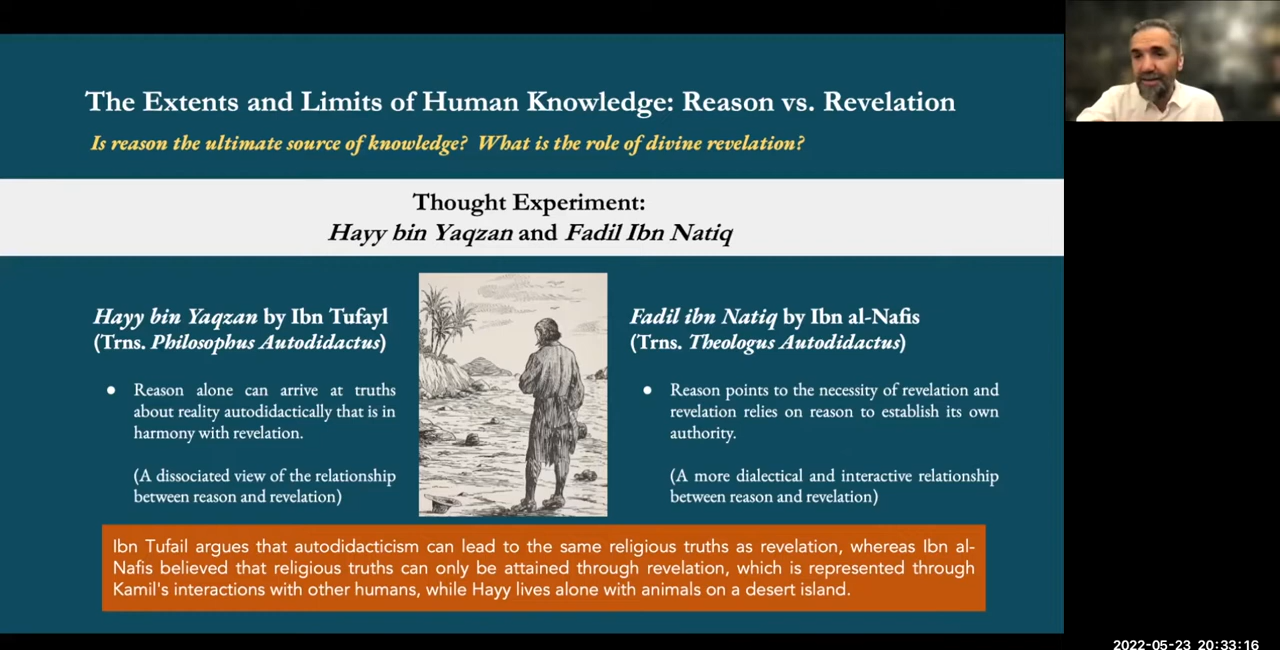 The Extents and Limits of Human Knowledge: Reason vs. Revelation
Is reason the ultimate source of knowledge? What is the role of divine revelation?
Thought Experiment:
Hayy bin Yaqzan and Fadil Ibn Natiq
Hayy bin Yaqzan by Ibn Tufayl
(Trns. Philosophus Autodidactus)
● Reason alone can arrive at truths
about reality autodidactically that is in
harmony with revelation.
(A dissociated view of the relationship
between reason and revelation)
Fadil ibn Natiq by Ibn al-Nafis
(Trns. Theologus Autodidactus)
● Reason points to the necessity of revelation and
revelation relies on reason to establish its own
authority.
(A more dialectical and interactive relationship
between reason and revelation)
Ibn Tufail argues that autodidacticism can lead to the same religious truths as revelation, whereas Ibn al-
Nafis believed that religious truths can only be attained through revelation, which is represented through
Kamil's interactions with other humans, while Hayy lives alone with animals on a desert island.
2022-05-23 20:33:16